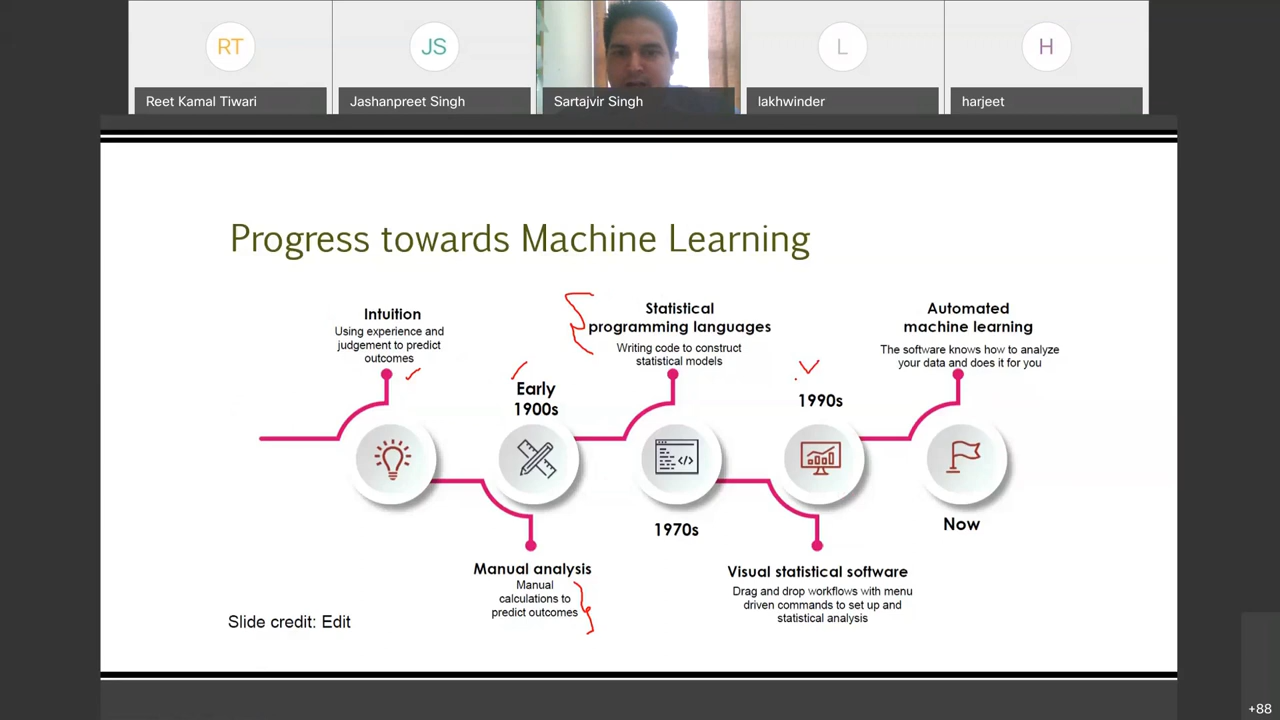 RT
JS
L
H
Reet Kamal Tiwari
Jashanpreet Singh
Sartajvir Singh
lakhwinder
harjeet
Progress towards Machine Learning
Intuition
Using experience and
judgement to predict
outcomes
Early
1900s
Manual analysis
Manual
calculations to
predict outcomes
Statistical
programming languages
Writing code to construct
statistical models
</>
1970s
1990s
Visual statistical software
Drag and drop workflows with menu
driven commands to set up and
statistical analysis
Automated
machine learning
The software knows how to analyze
your data and does it for you
Now
Slide credit: Edit
+88